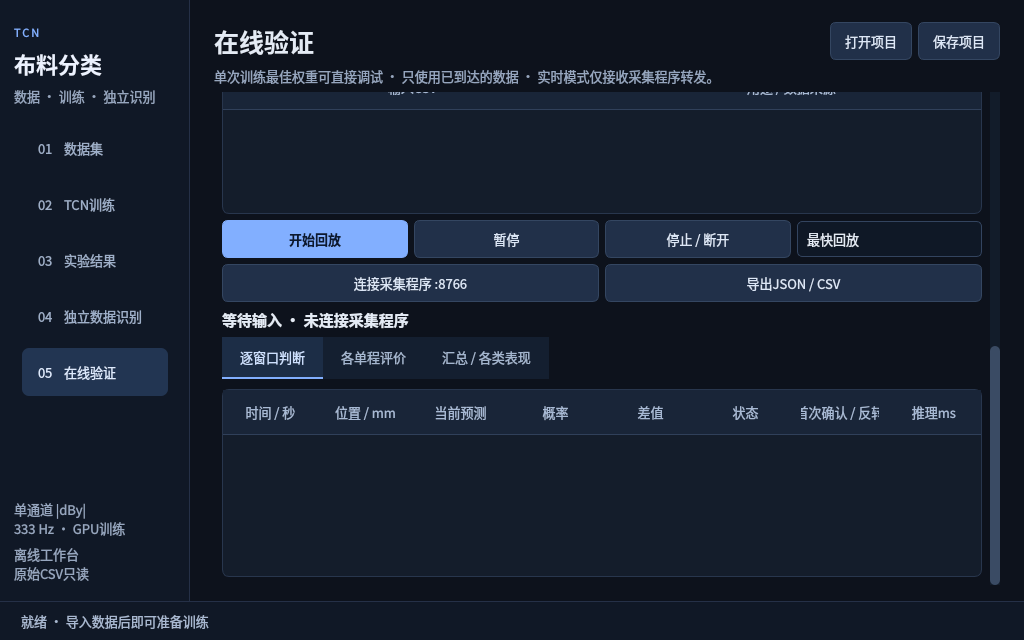 TCN
布料分类
数据 · 训练 · 独立识别
01 数据集
02 TCN训练
03 实验结果
04 独立数据识别
05 在线验证
单通道 |dBy|
333 Hz · GPU训练
离线工作台
原始CSV只读
在线验证
打开项目 保存项目
单次训练最佳权重可直接调试 · 只使用已到达的数据 · 实时模式仅接收采集程序转发。
开始回放 暂停 停止 / 断开 最快回放
连接采集程序 :8766 导出JSON / CSV
等待输入 · 未连接采集程序
逐窗口判断 各单程评价 汇总 / 各类表现
时间 / 秒 位置 / mm 当前预测 概率 差值 状态 首次确认 / 反转 推理ms
就绪 · 导入数据后即可准备训练